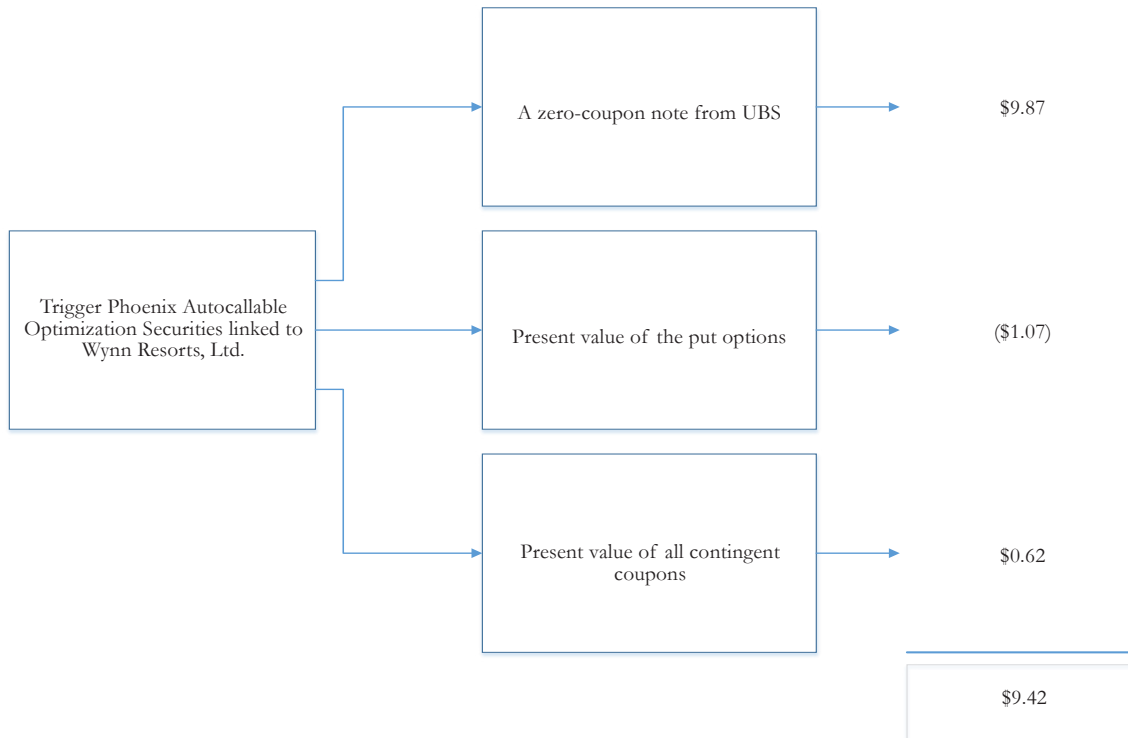 A zero-coupon note from UBS
$9.87
Trigger Phoenix Autocallable
Optimization Securities linked to
Wynn Resorts, Ltd.
Present value of the put options
($1.07)
Present value of all contingent
coupons
$0.62
$9.42